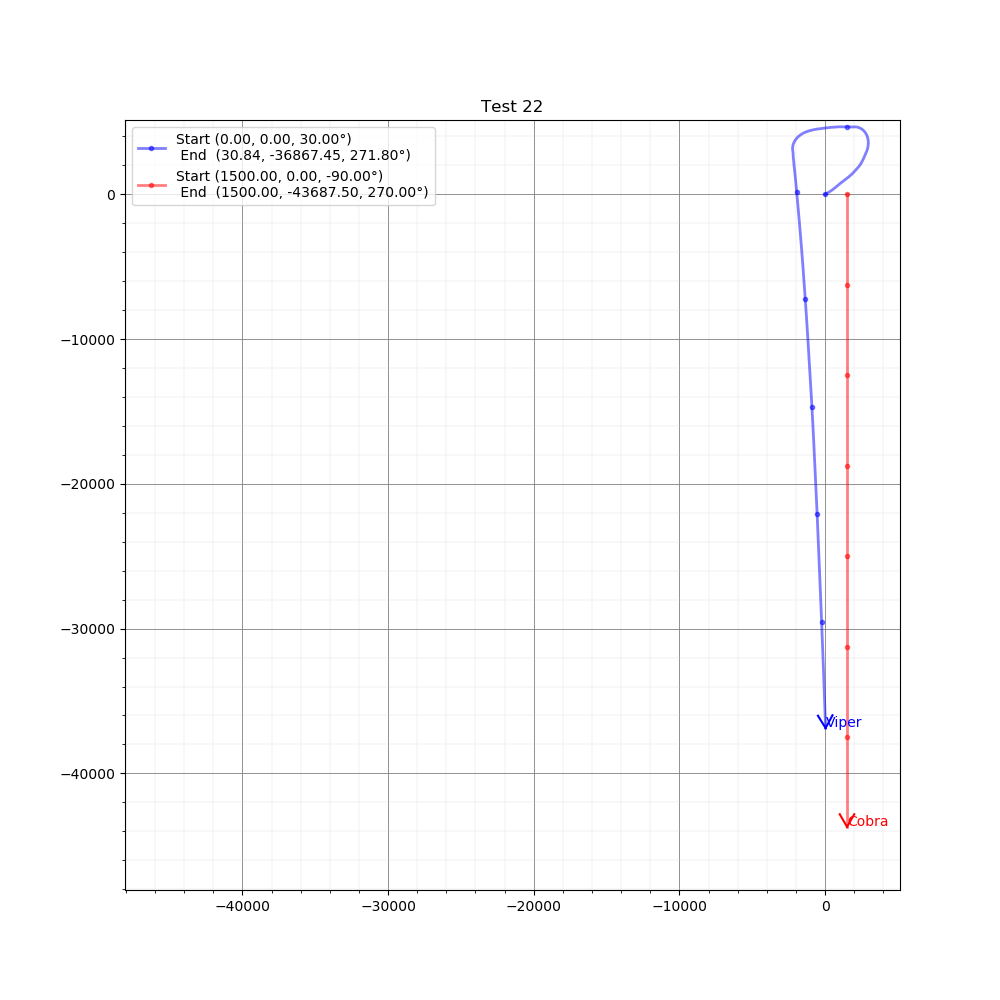 Test 22
Start (0.00, 0.00, 30.00°)
End (30.84, -36867.45, 271.80°)
Start (1500.00, 0.00, -90.00°)
End (1500.00, -43687.50, 270.00°)
0
−10000
−20000
−30000
−40000
Viper
Cobra
−40000 −30000 −20000 −10000 0